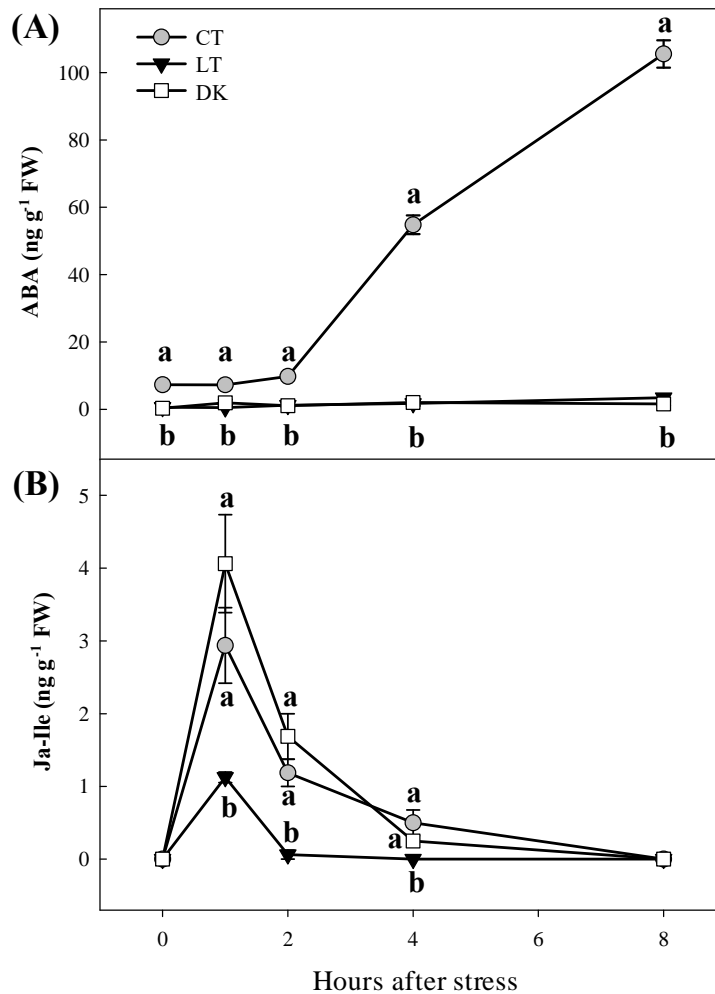 (A)
CT
LT
DK
ABA (ng g⁻¹ FW)
100
80
60
40
20
0
a a a a a
b b b b b
(B)
Ja-Ile (ng g⁻¹ FW)
5
4
3
2
1
0
a
a
b
a
a
b
a
a
b
0 2 4 6 8
Hours after stress